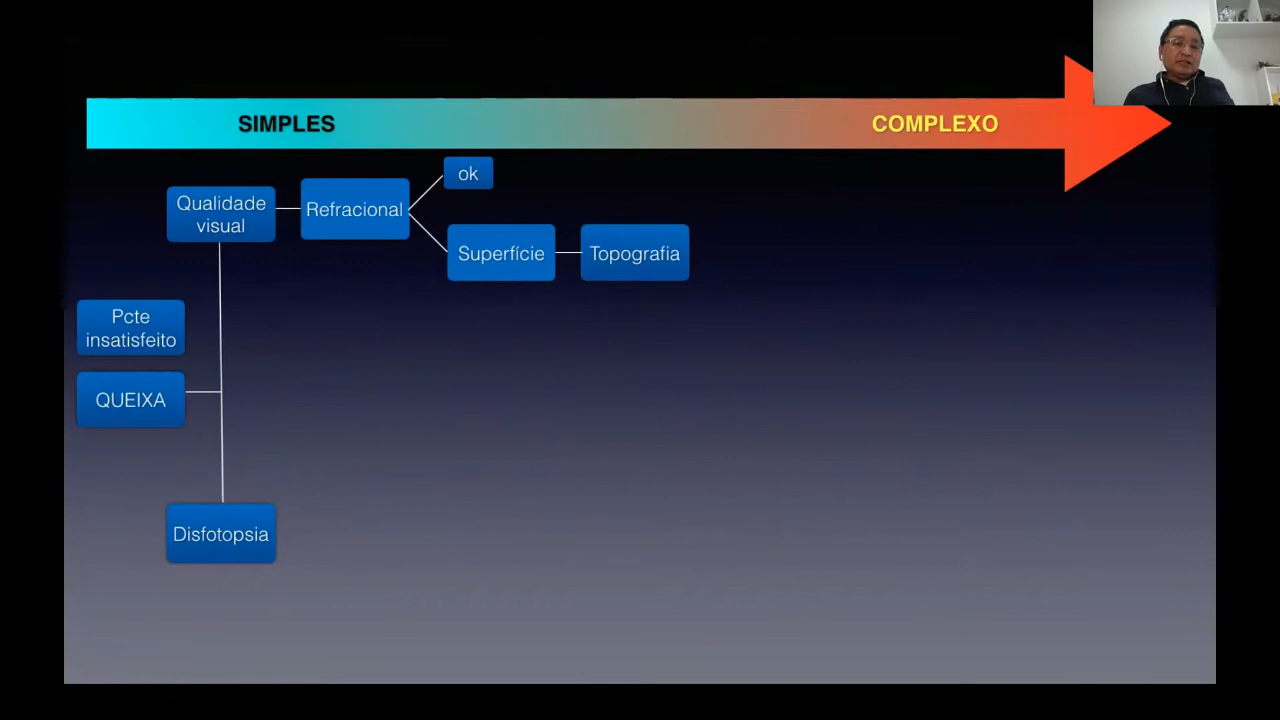 SIMPLES
COMPLEXO
ok
Qualidade
visual
Refracional
Superfície
Topografia
Pcte
insatisfeito
QUEIXA
Disfotopsia